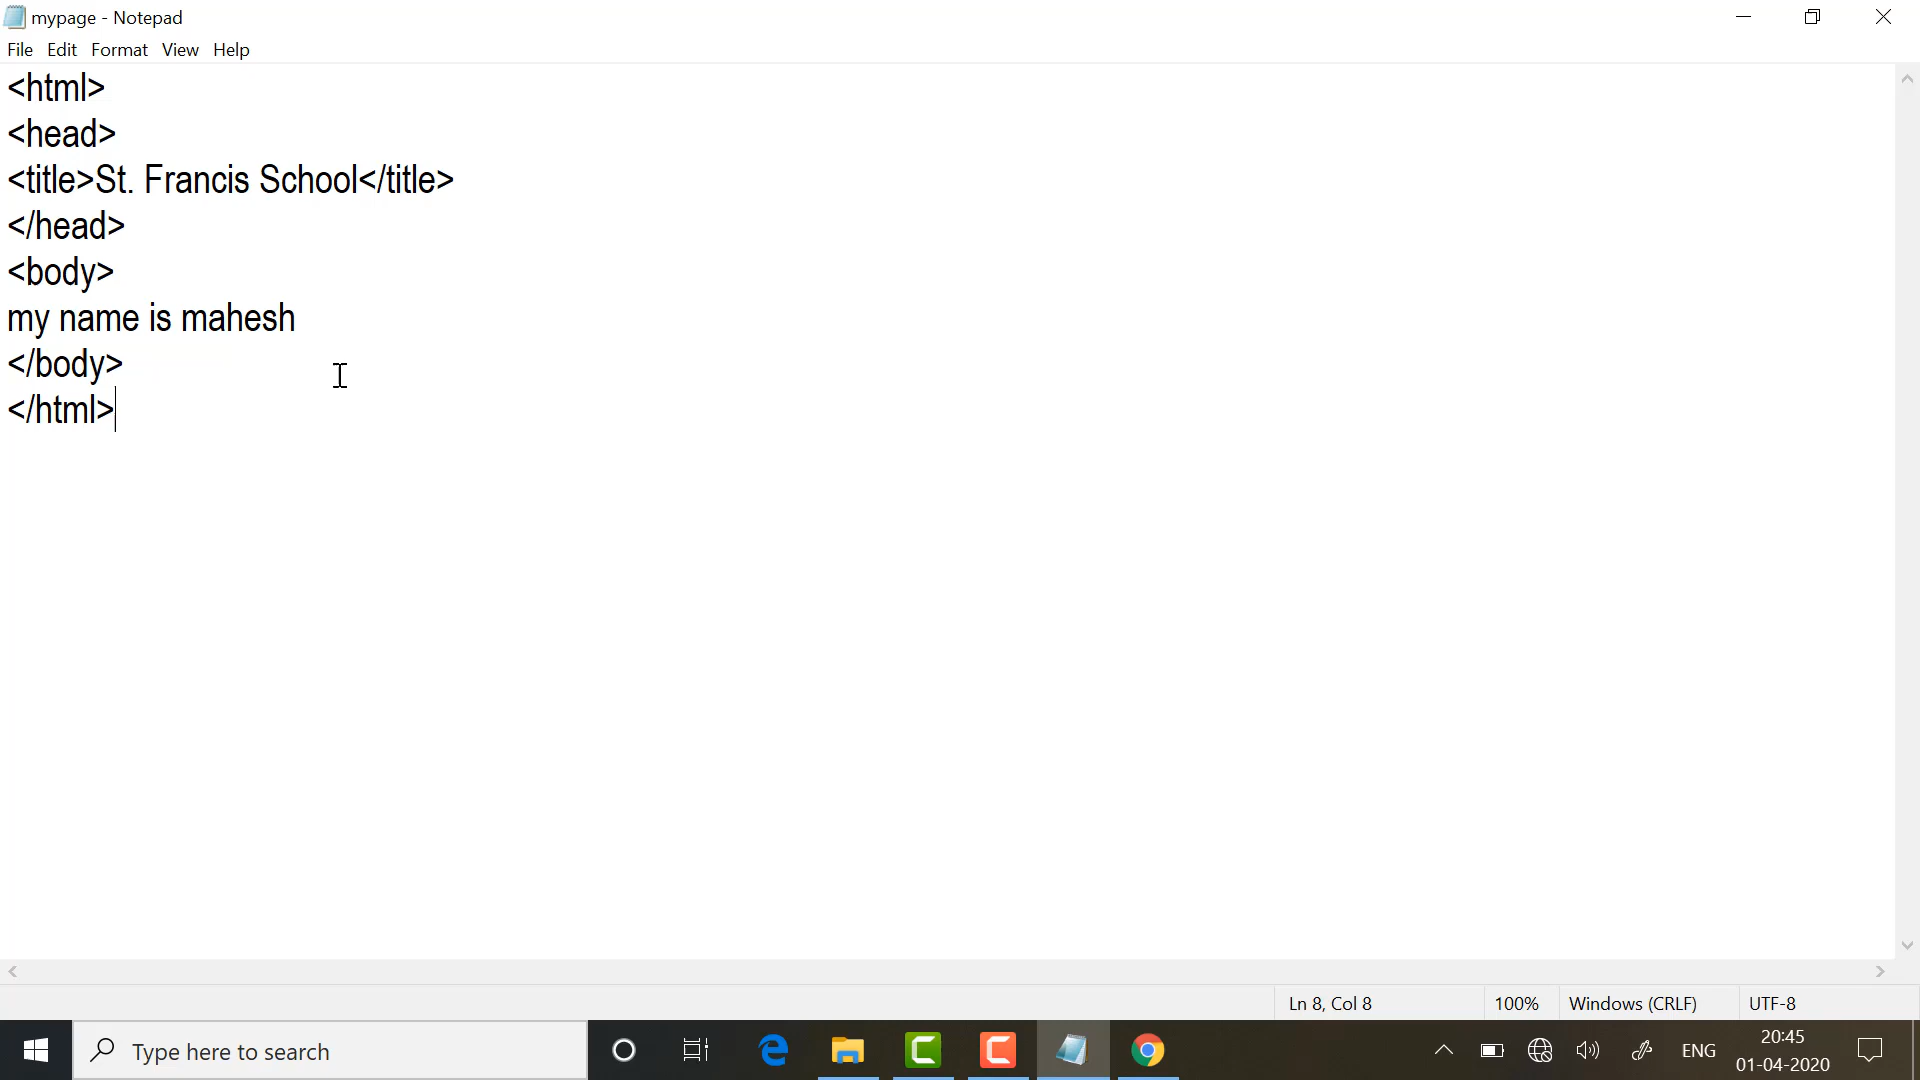 mypage - Notepad
File Edit Format View Help
<html>
<head>
<title>St. Francis School</title>
</head>
<body>
my name is mahesh
</body>
</html>
Ln 8, Col 8 100% Windows (CRLF) UTF-8
Type here to search
ENG
20:45
01-04-2020